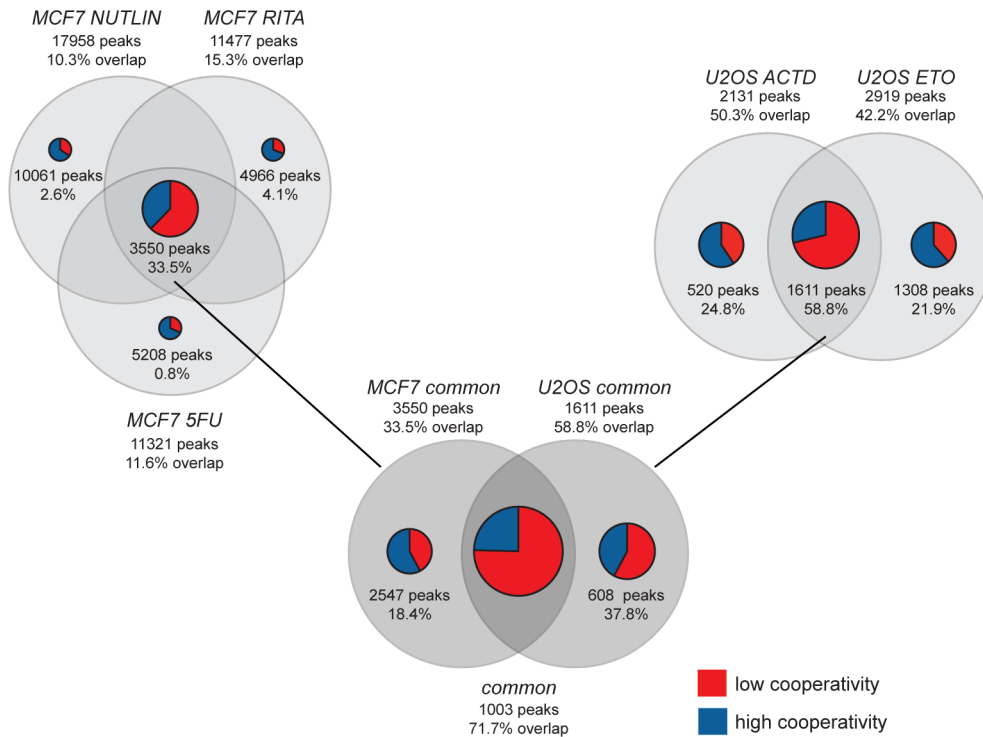 MCF7 NUTLIN
17958 peaks
10.3% overlap
MCF7 RITA
11477 peaks
15.3% overlap
10061 peaks
2.6%
4966 peaks
4.1%
3550 peaks
33.5%
5208 peaks
0.8%
MCF7 5FU
11321 peaks
11.6% overlap
U2OS ACTD
2131 peaks
50.3% overlap
U2OS ETO
2919 peaks
42.2% overlap
520 peaks
24.8%
1611 peaks
58.8%
1308 peaks
21.9%
MCF7 common
3550 peaks
33.5% overlap
U2OS common
1611 peaks
58.8% overlap
2547 peaks
18.4%
608 peaks
37.8%
common
1003 peaks
71.7% overlap
low cooperativity
high cooperativity